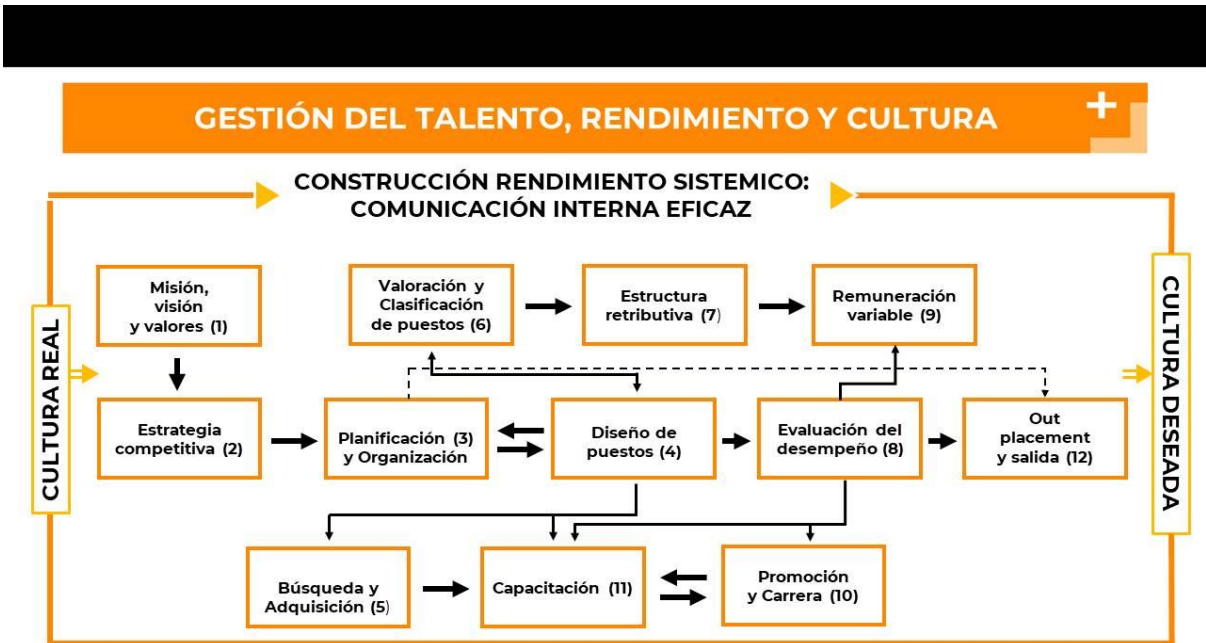 GESTIÓN DEL TALENTO, RENDIMIENTO Y CULTURA
CONSTRUCCIÓN RENDIMIENTO SISTEMICO:
COMUNICACIÓN INTERNA EFICAZ
CULTURA REAL
Misión,
visión
y valores (1)
Valoración y
Clasificación
de puestos (6)
Estructura
retributiva (7)
Remuneración
variable (9)
Estrategia
competitiva (2)
Planificación (3)
y Organización
Diseño de
puestos (4)
Evaluación del
desempeño (8)
Out
placement
y salida (12)
Búsqueda y
Adquisición (5)
Capacitación (11)
Promoción
y Carrera (10)
CULTURA DESEADA